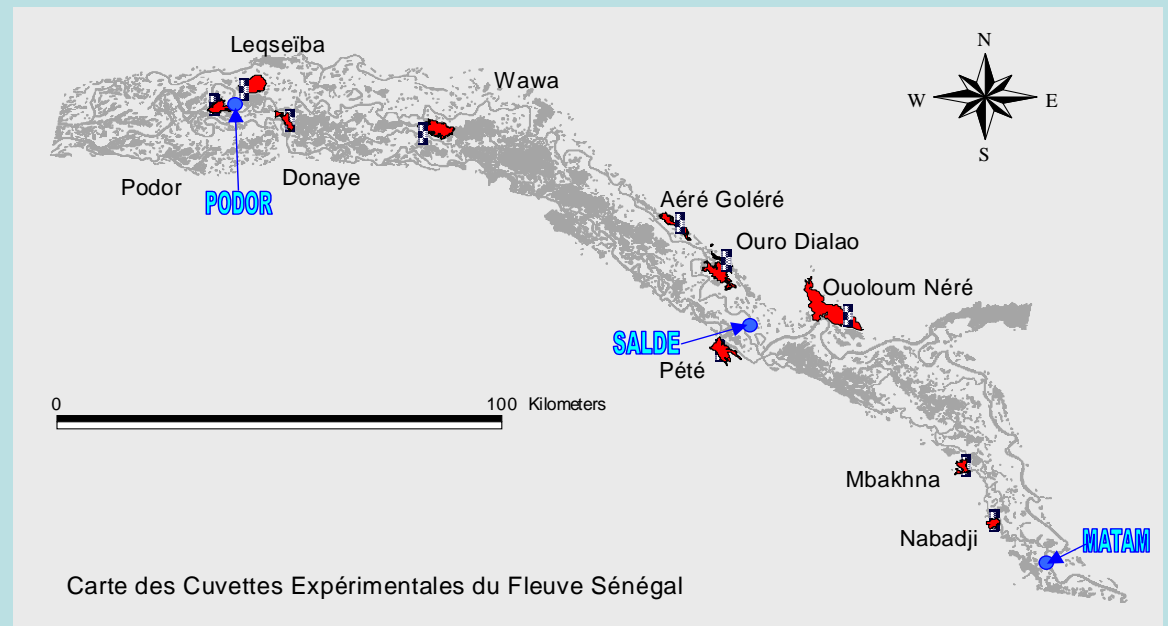 Leqseïba
N
Wawa
W
E
S
Podor
Donaye
PODOR
Aéré Goléré
Ouro Dialao
Ouoloum Néré
SALDE
Pété
0
100 Kilometers
Mbakhna
Nabadji
MATAM
Carte des Cuvettes Expérimentales du Fleuve Sénégal